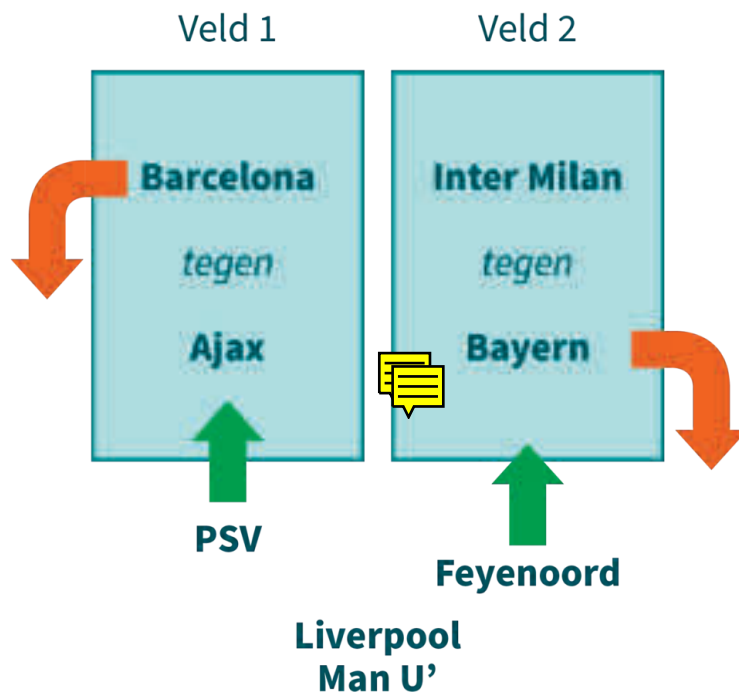 Veld 1
Veld 2
Barcelona
tegen
Ajax
Inter Milan
tegen
Bayern
PSV
Feyenoord
Liverpool
Man U’